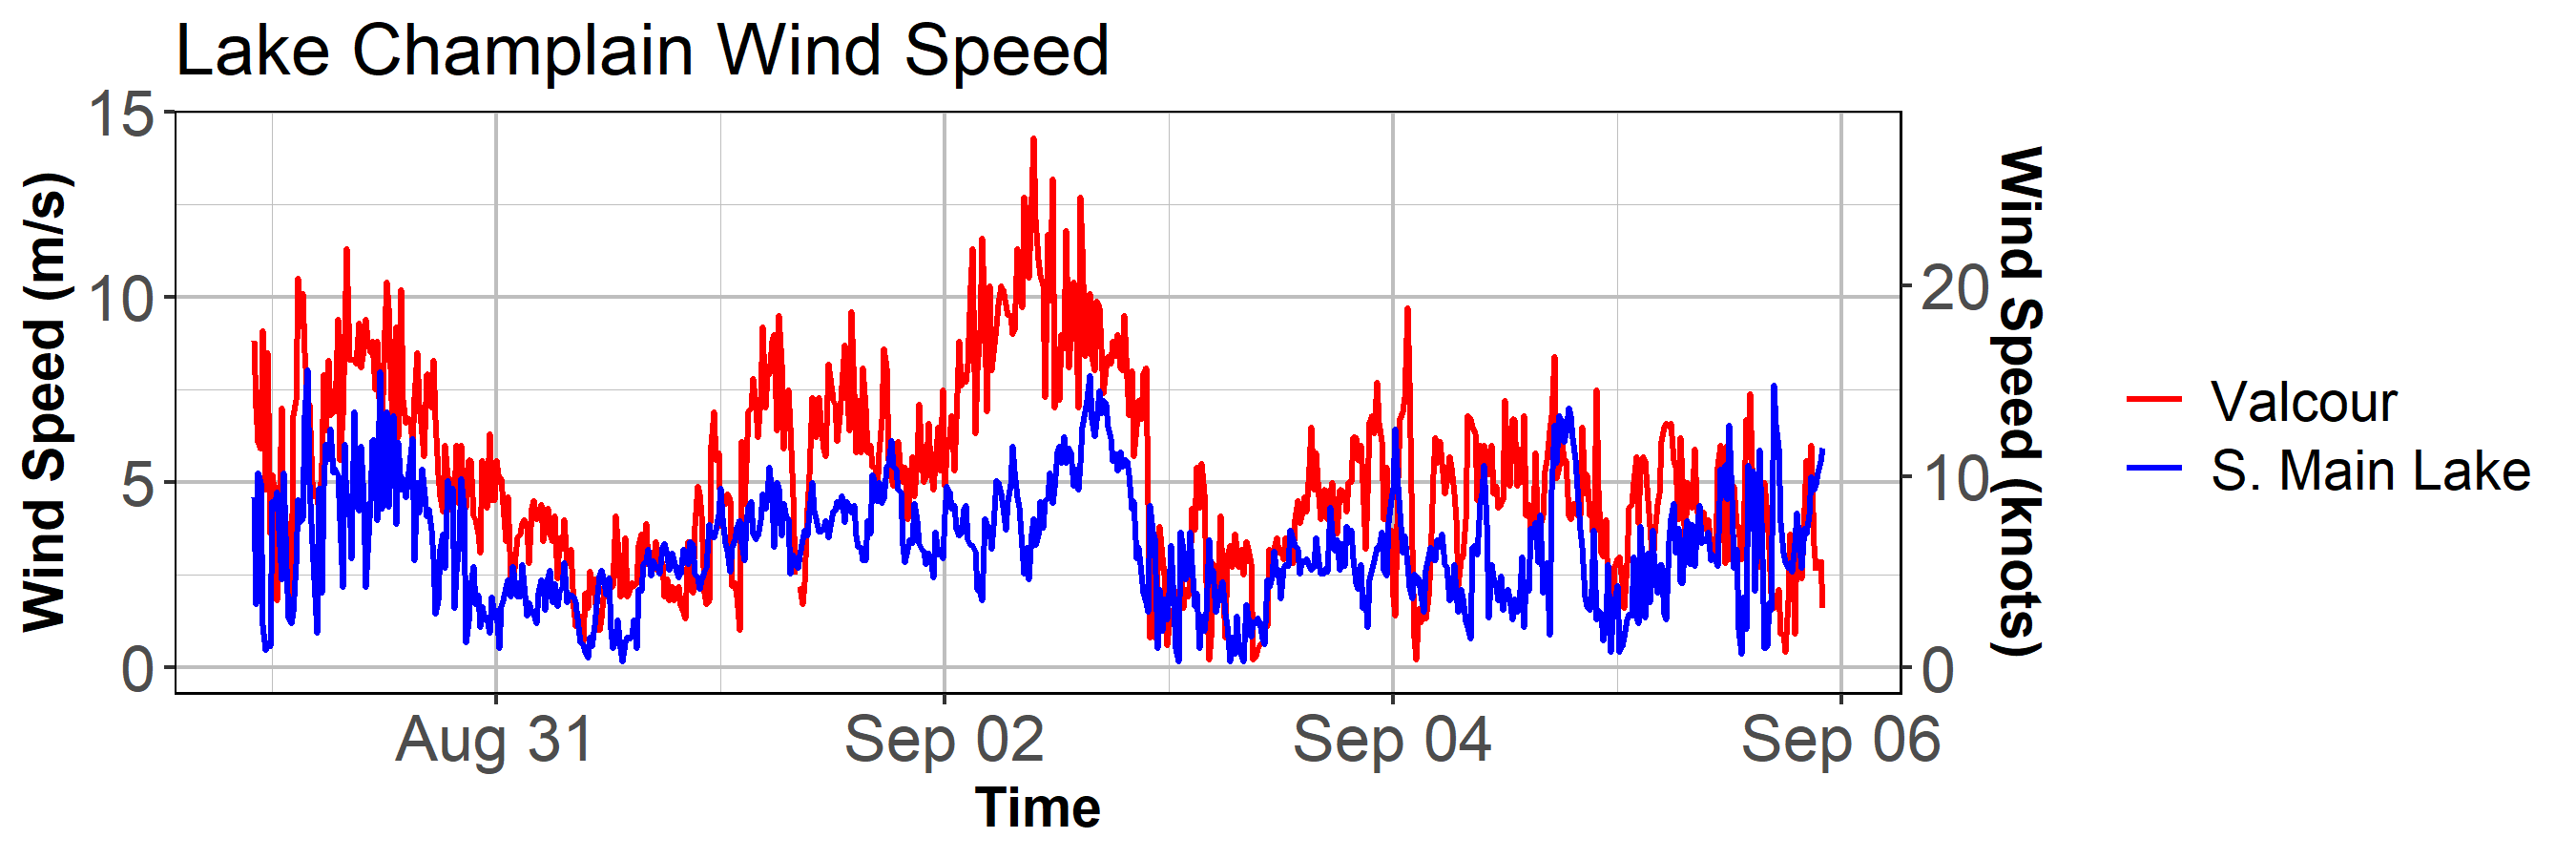 Lake Champlain Wind Speed
Wind Speed (m/s)
15
10
5
0
20
10
0
Wind Speed (knots)
Aug 31
Sep 02
Sep 04
Sep 06
Time
Valcour
S. Main Lake